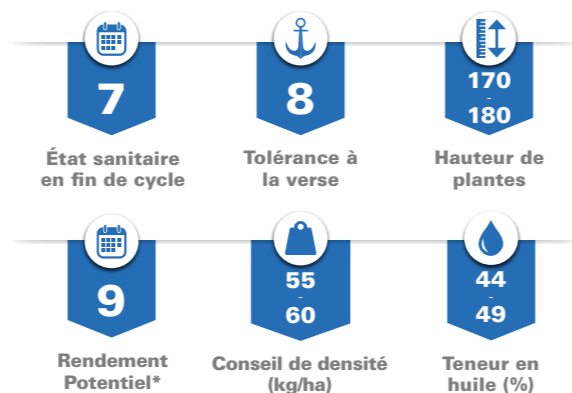 7
État sanitaire
en fin de cycle
8
Tolérance à
la verse
170
-
180
Hauteur de
plantes
9
Rendement
Potentiel*
55
-
60
Conseil de densité
(kg/ha)
44
-
49
Teneur en
huile (%)